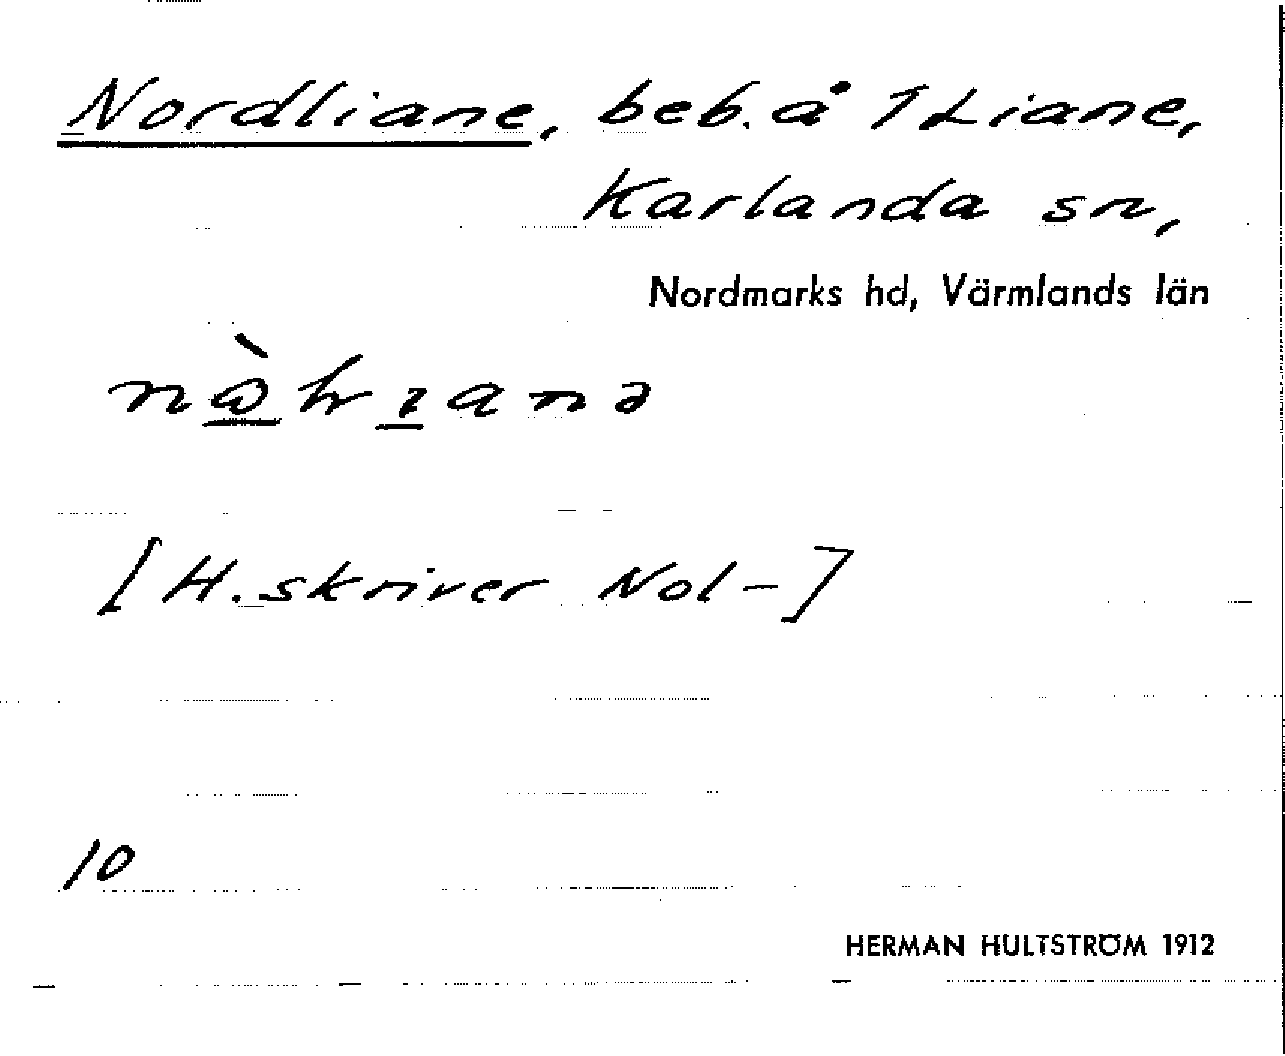 Nordliane, beb. å 1 Liane,
Karlanda sn,
Nordmarks hd, Värmlands län
[H. skriver Nol-]
10
HERMAN HULTSTRÖM 1912